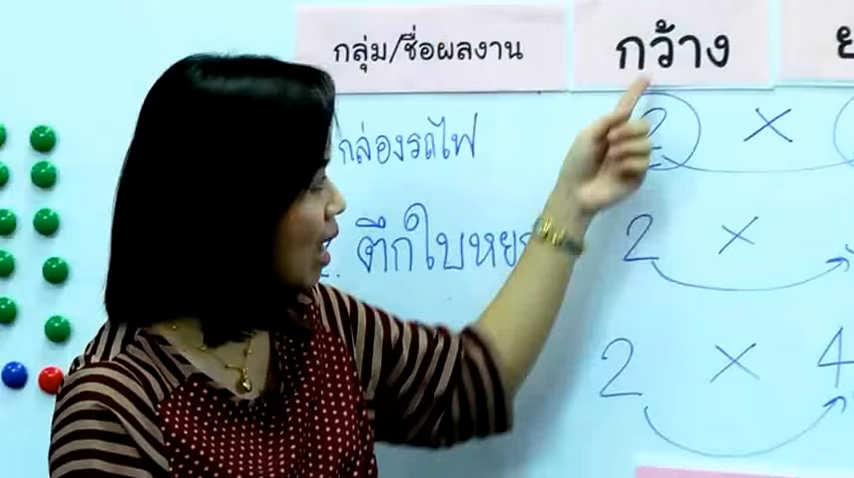 กลุ่ม/ชื่อผลงาน กว้าง
กล่องรถไฟ 2 ×
ตึกใบหยก 2 ×
2 × 4